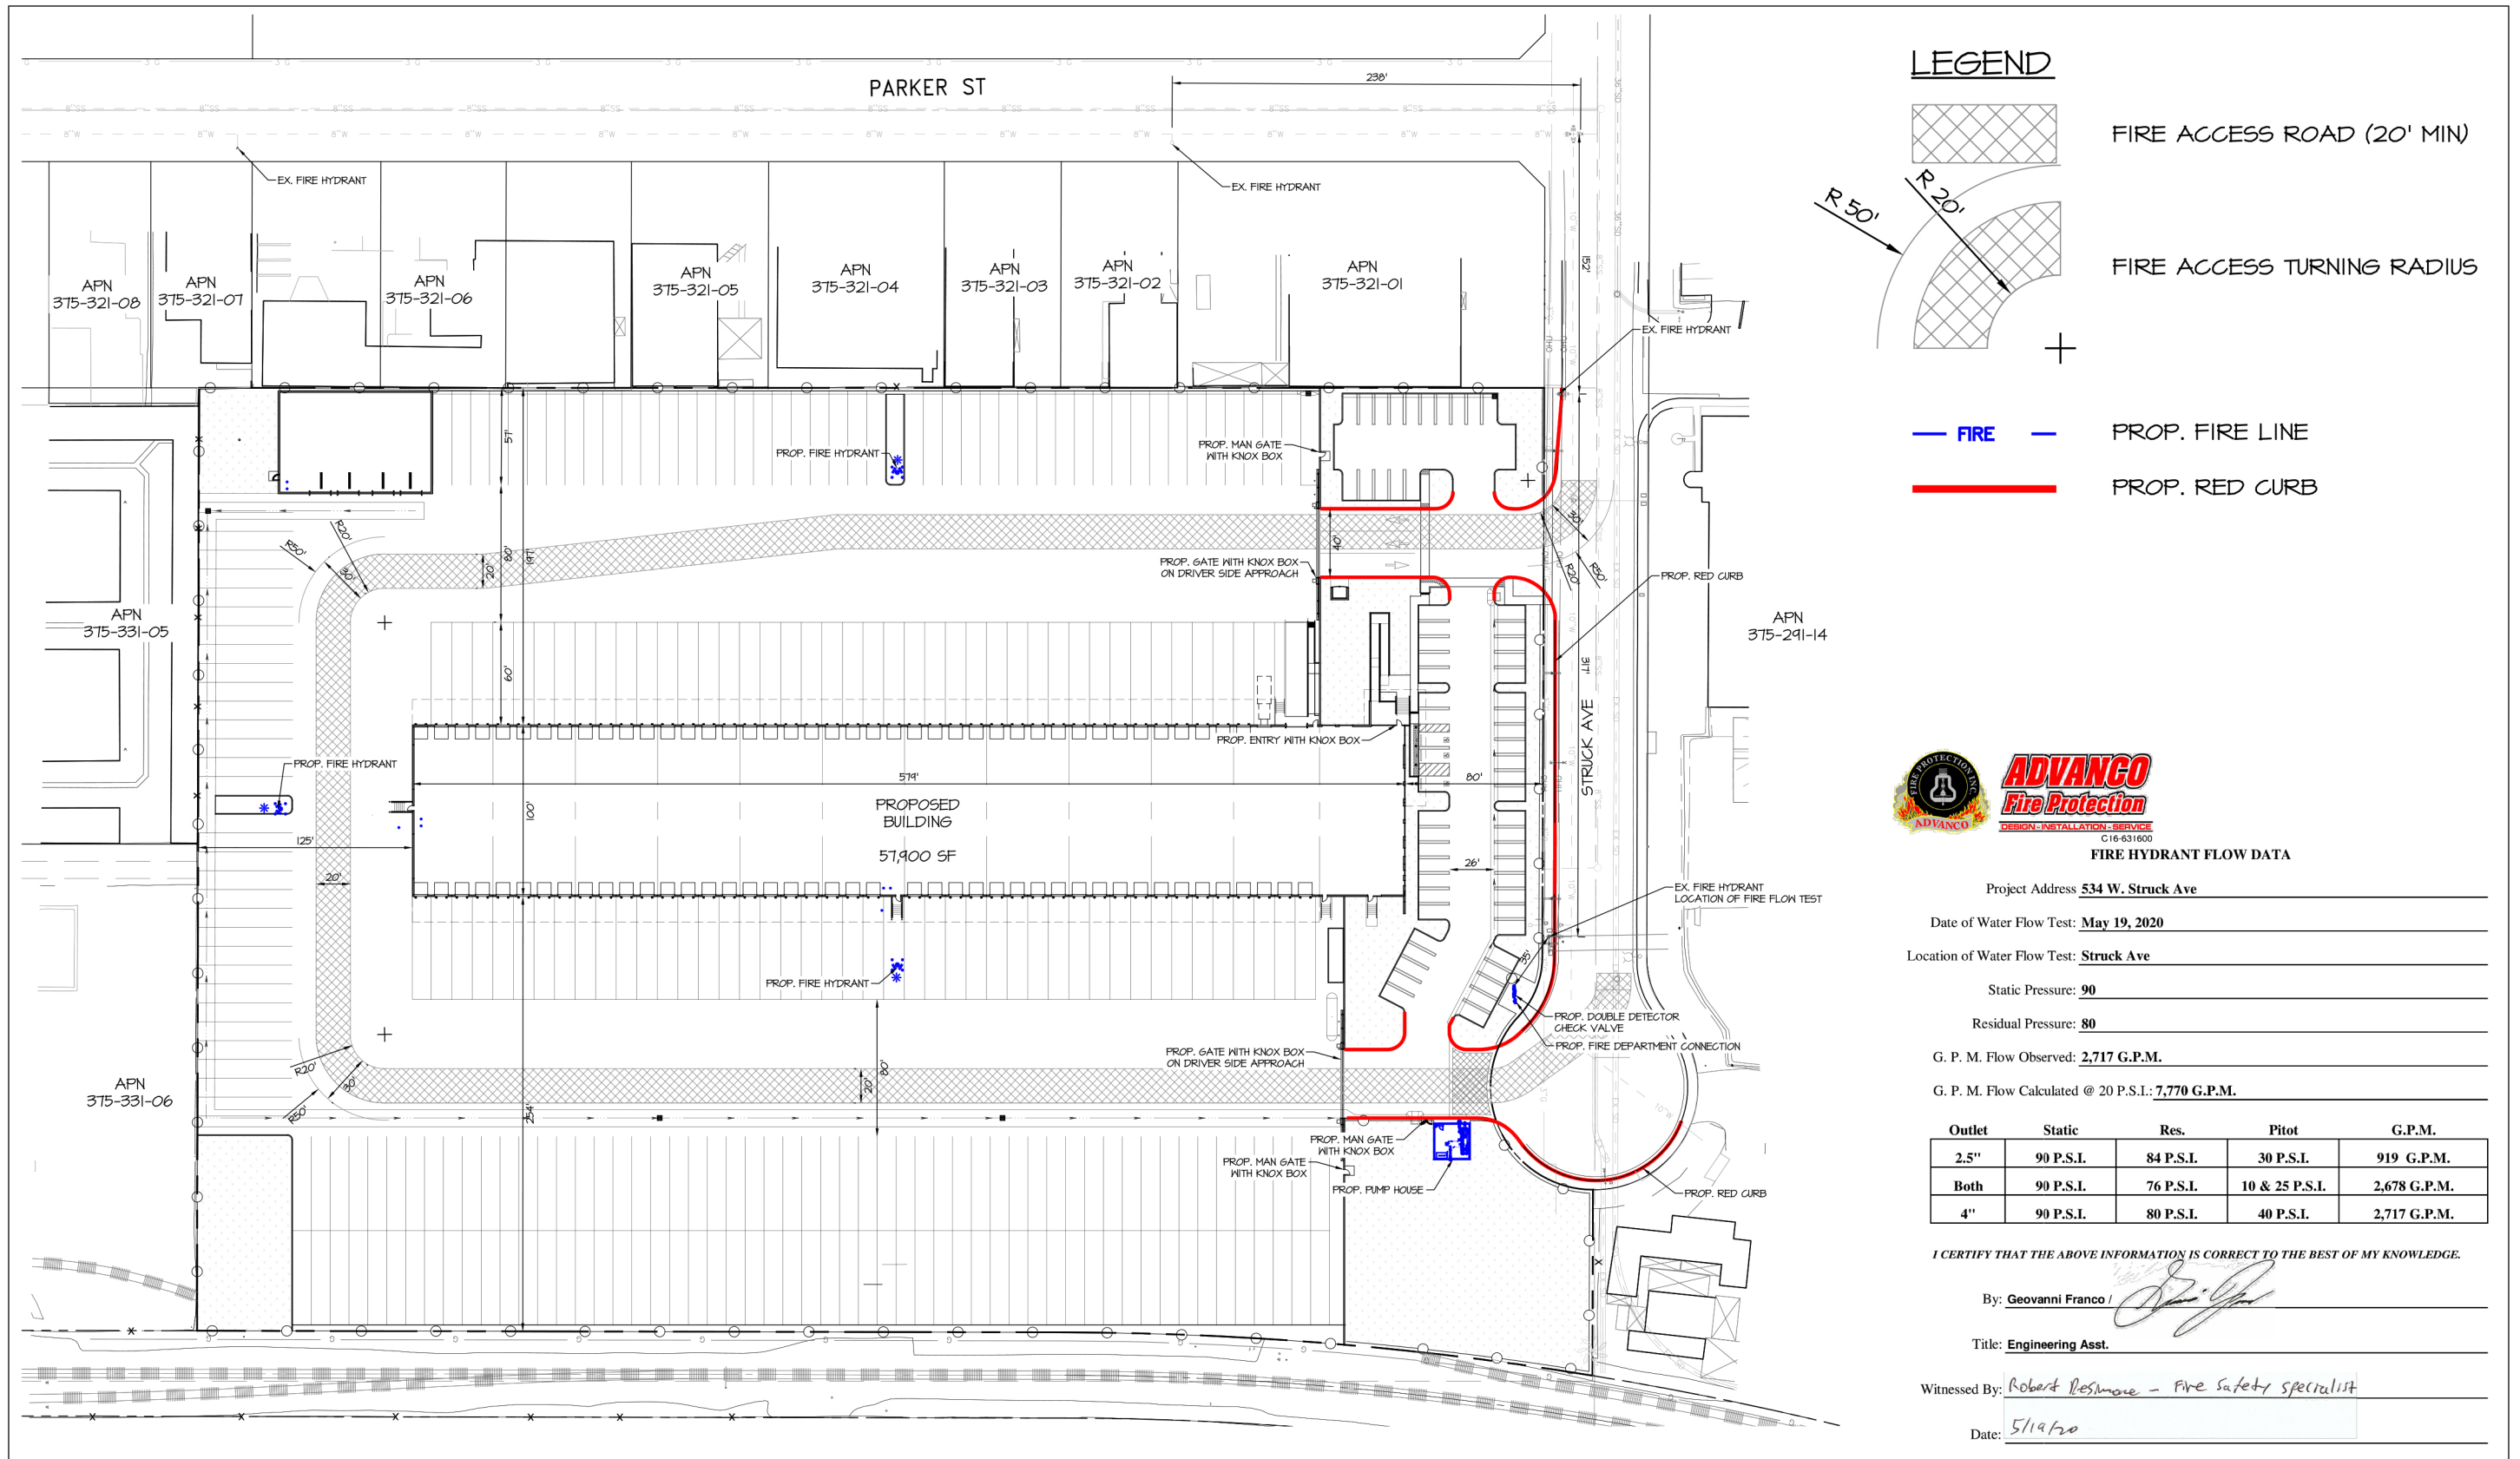 PARKER ST
238'
EX. FIRE HYDRANT
EX. FIRE HYDRANT
8"SS
8"W
36"SD
10"W
152'
APN
375-321-08
APN
375-321-07
APN
375-321-06
APN
375-321-05
APN
375-321-04
APN
375-321-03
APN
375-321-02
APN
375-321-01
EX. FIRE HYDRANT
57'
PROP. FIRE HYDRANT
PROP. MAN GATE
WITH KNOX BOX
R50'
R20'
30'
20'
80'
197'
40'
PROP. GATE WITH KNOX BOX
ON DRIVER SIDE APPROACH
30'
R20'
R50'
PROP. RED CURB
APN
375-331-05
APN
375-291-14
60'
317'
STRUCK AVE
PROP. ENTRY WITH KNOX BOX
PROP. FIRE HYDRANT
579'
80'
100'
PROPOSED
BUILDING
57,900 SF
125'
20'
26'
EX. FIRE HYDRANT
LOCATION OF FIRE FLOW TEST
35'
PROP. FIRE HYDRANT
PROP. DOUBLE DETECTOR
CHECK VALVE
PROP. FIRE DEPARTMENT CONNECTION
PROP. GATE WITH KNOX BOX
ON DRIVER SIDE APPROACH
R20'
30'
R50'
20'
80'
254'
APN
375-331-06
PROP. MAN GATE
WITH KNOX BOX
PROP. MAN GATE
WITH KNOX BOX
PROP. PUMP HOUSE
PROP. RED CURB
10"W
LEGEND
FIRE ACCESS ROAD (20' MIN)
R 50'
R 20'
FIRE ACCESS TURNING RADIUS
FIRE
PROP. FIRE LINE
PROP. RED CURB
FIRE PROTECTION INC.
ADVANCO
ADVANCO
Fire Protection
DESIGN - INSTALLATION - SERVICE
C16-631600
FIRE HYDRANT FLOW DATA
Project Address 534 W. Struck Ave
Date of Water Flow Test: May 19, 2020
Location of Water Flow Test: Struck Ave
Static Pressure: 90
Residual Pressure: 80
G. P. M. Flow Observed: 2,717 G.P.M.
G. P. M. Flow Calculated @ 20 P.S.I.: 7,770 G.P.M.
Outlet Static Res. Pitot G.P.M.
2.5" 90 P.S.I. 84 P.S.I. 30 P.S.I. 919 G.P.M.
Both 90 P.S.I. 76 P.S.I. 10 & 25 P.S.I. 2,678 G.P.M.
4" 90 P.S.I. 80 P.S.I. 40 P.S.I. 2,717 G.P.M.
I CERTIFY THAT THE ABOVE INFORMATION IS CORRECT TO THE BEST OF MY KNOWLEDGE.
By: Geovanni Franco /
Title: Engineering Asst.
Witnessed By: Robert - Fire Safety Specialist
Date: 5/19/20